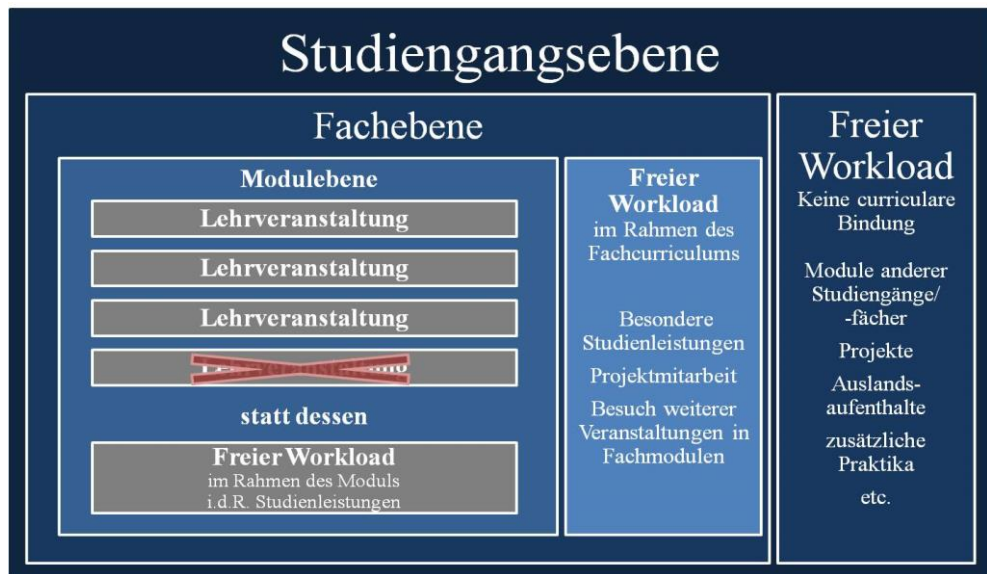 Studiengangsebene
Fachebene
Modulebene
Lehrveranstaltung
Lehrveranstaltung
Lehrveranstaltung
Lehrveranstaltung
statt dessen
Freier Workload
im Rahmen des Moduls
i.d.R. Studienleistungen
Freier
Workload
im Rahmen des
Fachcurriculums
Besondere
Studienleistungen
Projektmitarbeit
Besuch weiterer
Veranstaltungen in
Fachmodulen
Freier
Workload
Keine curriculare
Bindung
Module anderer
Studiengänge/
-fächer
Projekte
Auslands-
aufenthalte
zusätzliche
Praktika
etc.